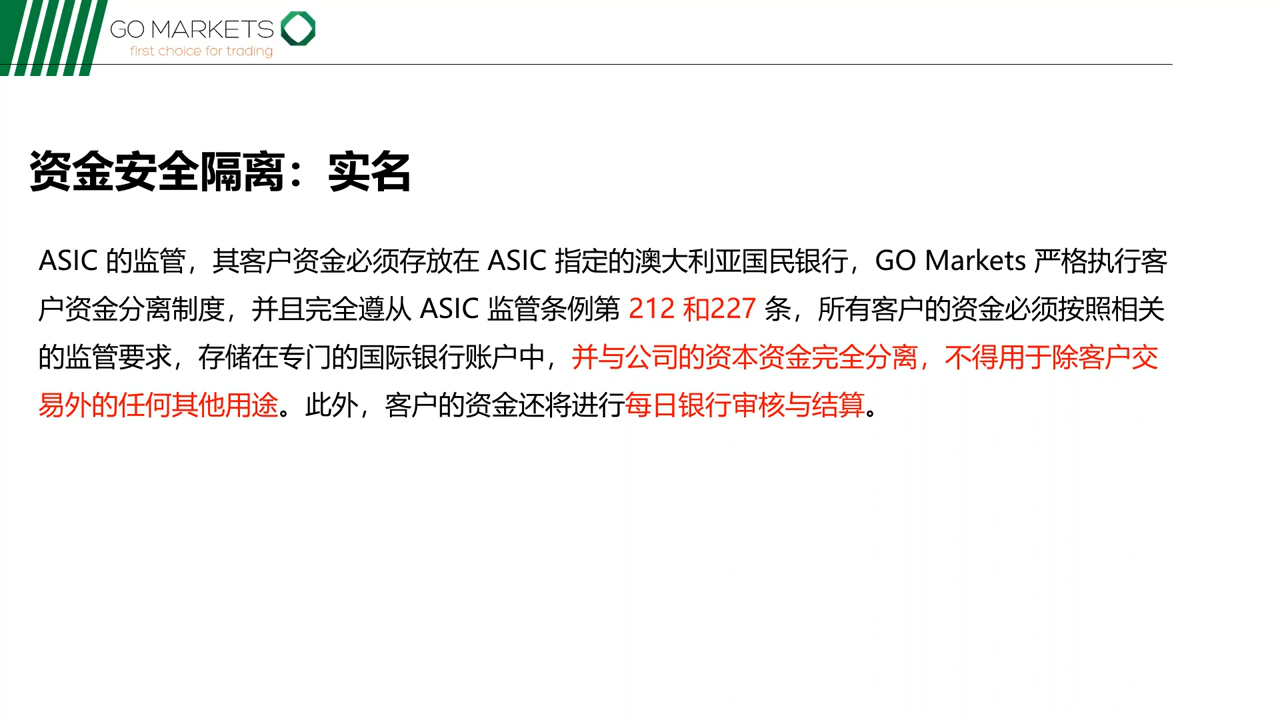 GO MARKETS
first choice for trading
资金安全隔离：实名
ASIC 的监管，其客户资金必须存放在 ASIC 指定的澳大利亚国民银行，GO Markets 严格执行客
户资金分离制度，并且完全遵从 ASIC 监管条例第 212 和227 条，所有客户的资金必须按照相关
的监管要求，存储在专门的国际银行账户中，并与公司的资本资金完全分离，不得用于除客户交
易外的任何其他用途。此外，客户的资金还将进行每日银行审核与结算。